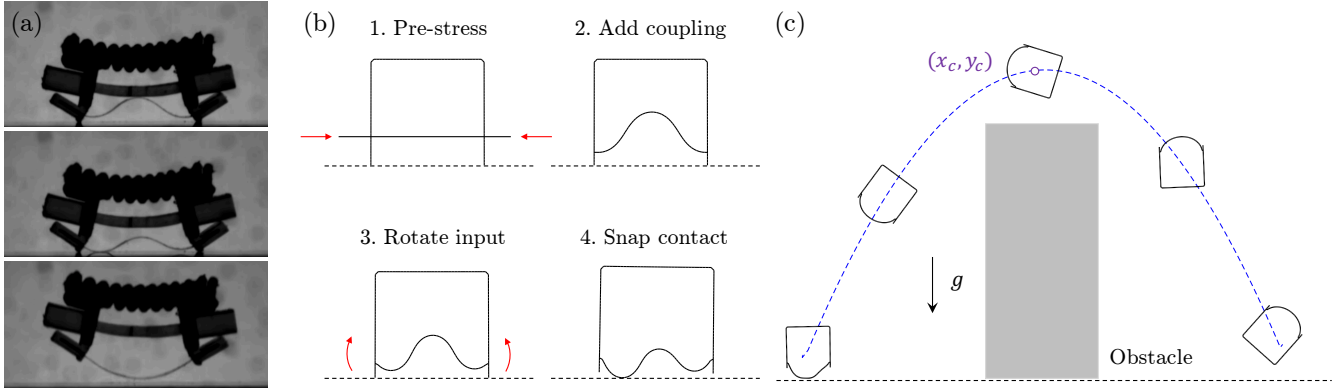 (a)
(b)
1. Pre-stress
2. Add coupling
3. Rotate input
4. Snap contact
(c)
(x_c, y_c)
g
Obstacle